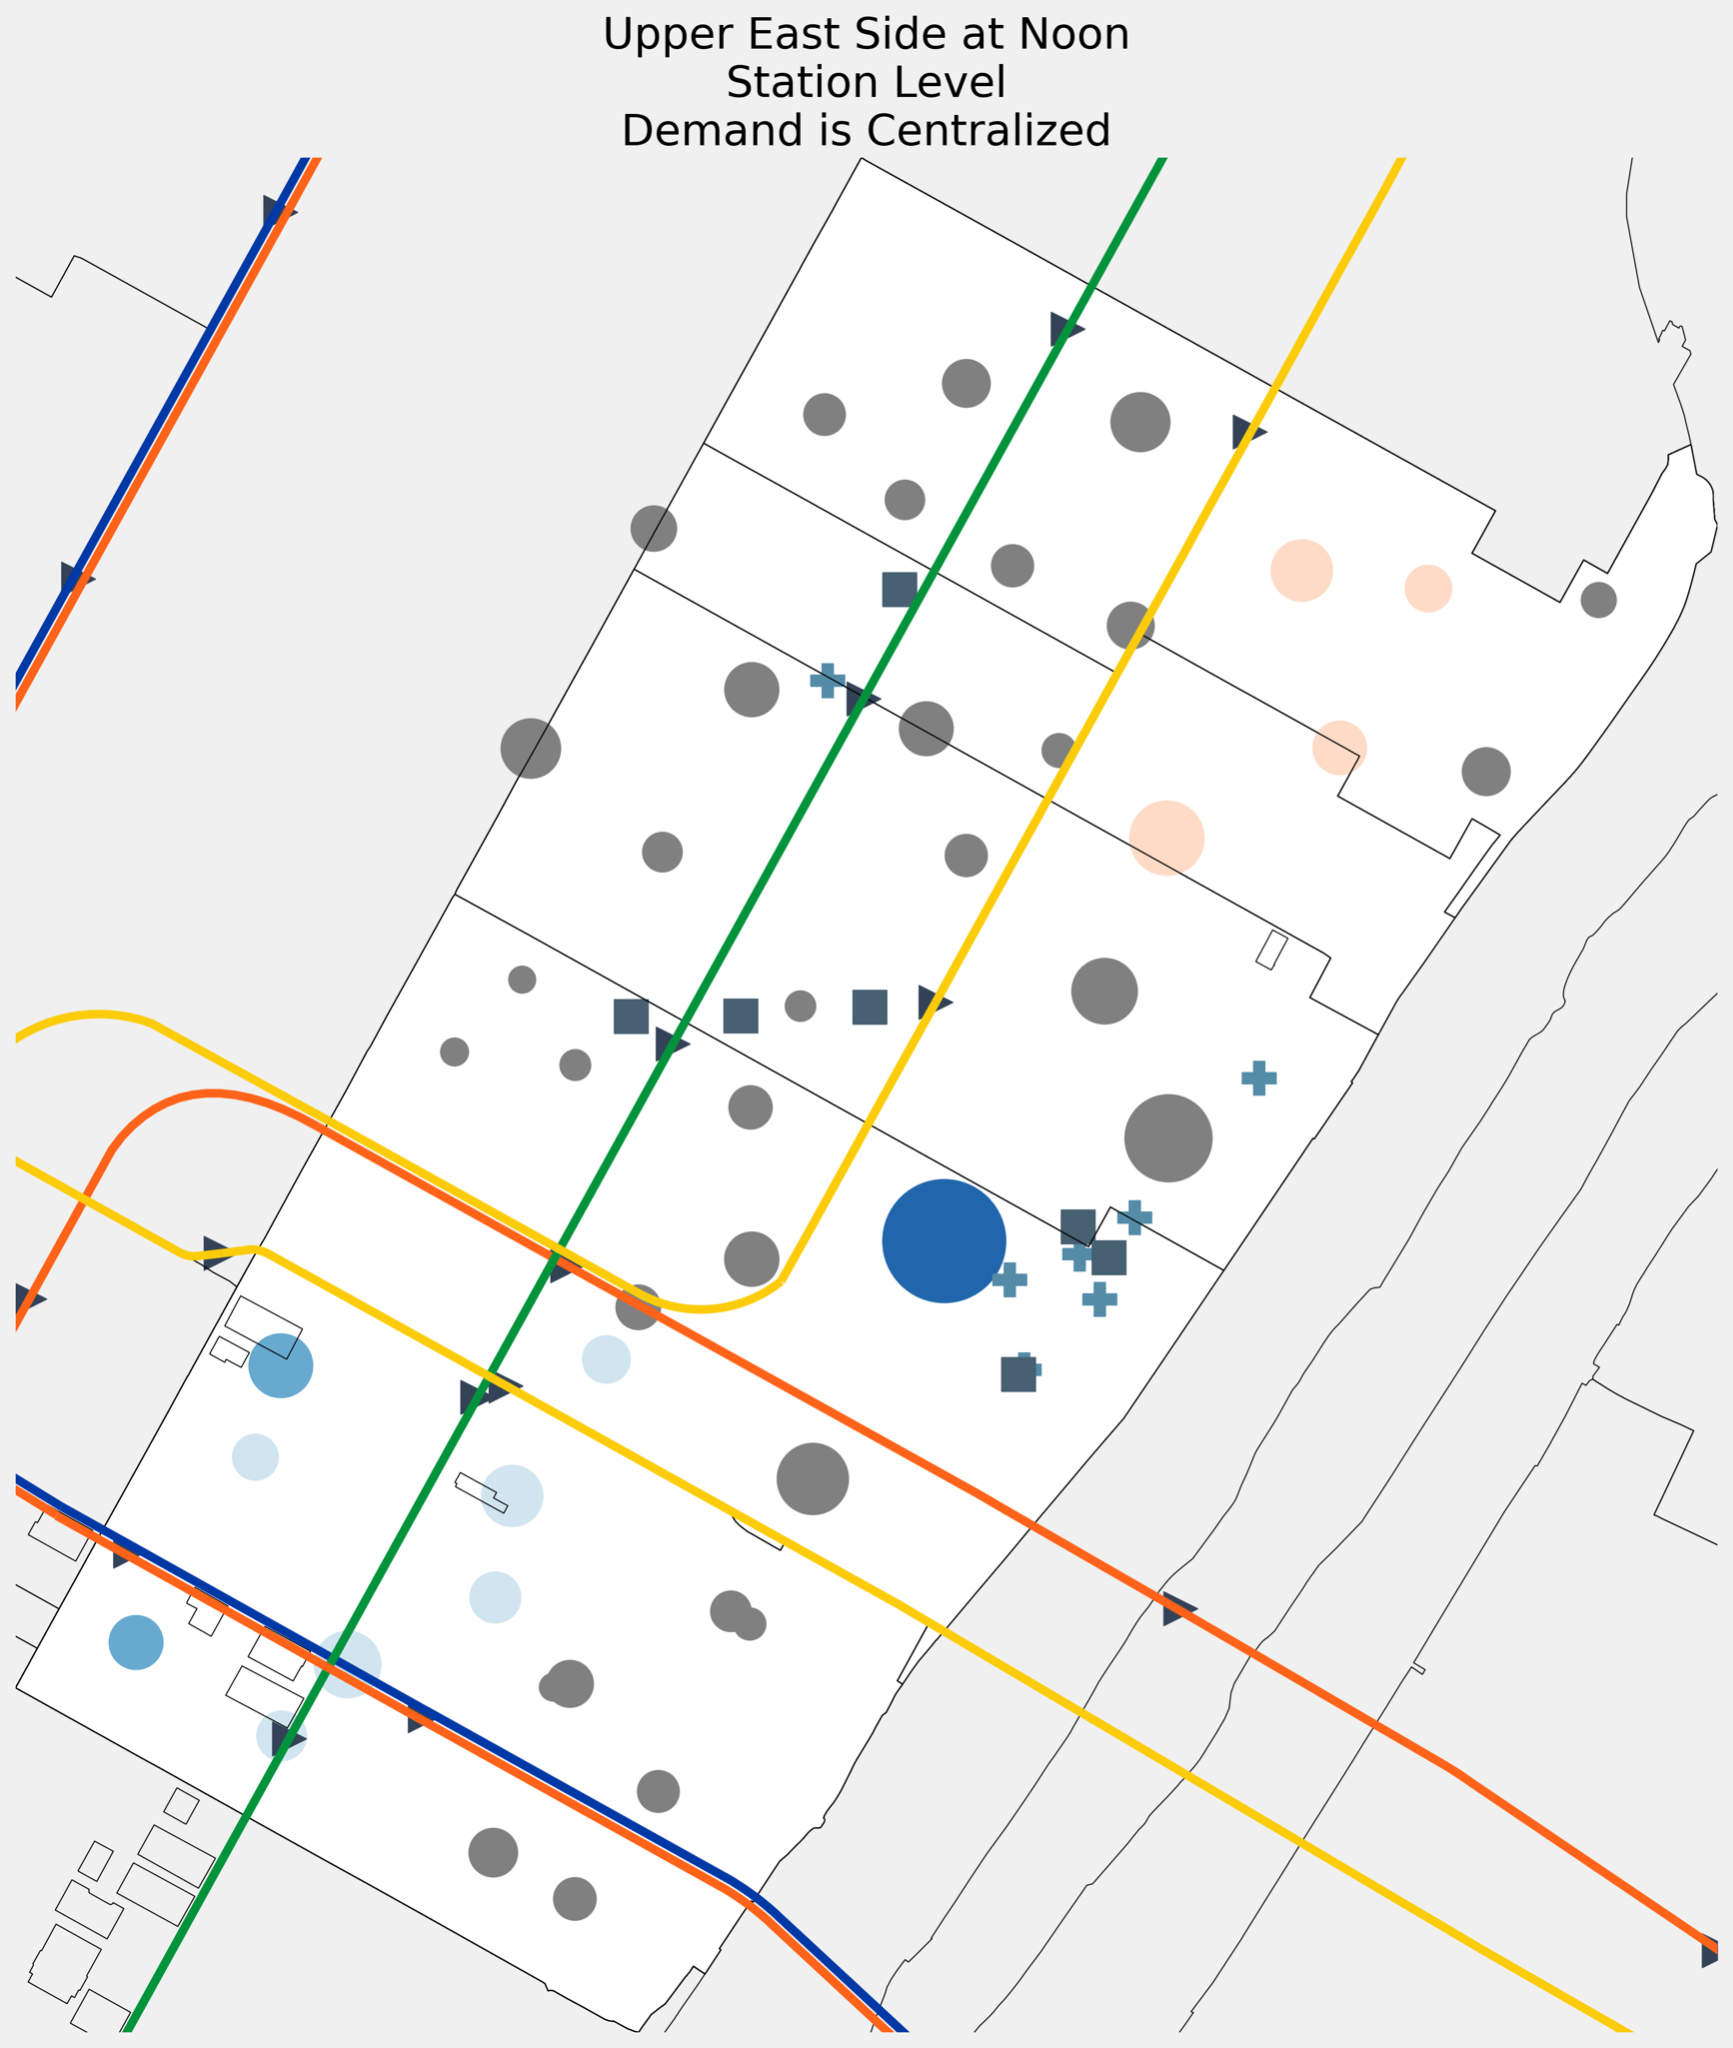 Upper East Side at Noon
Station Level
Demand is Centralized